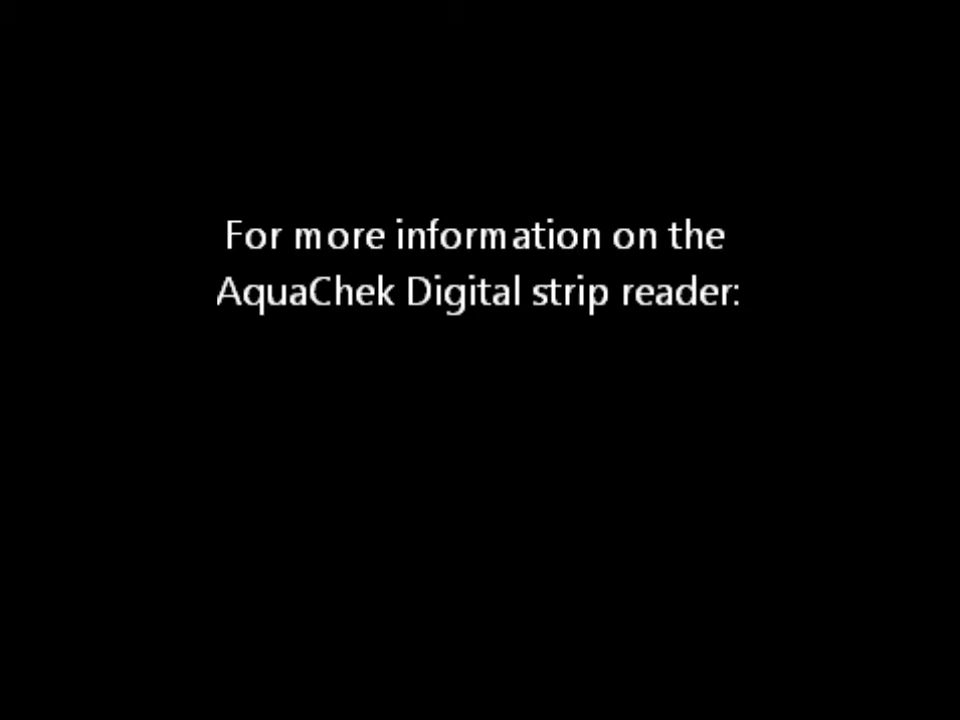 For more information on the
AquaChek Digital strip reader: